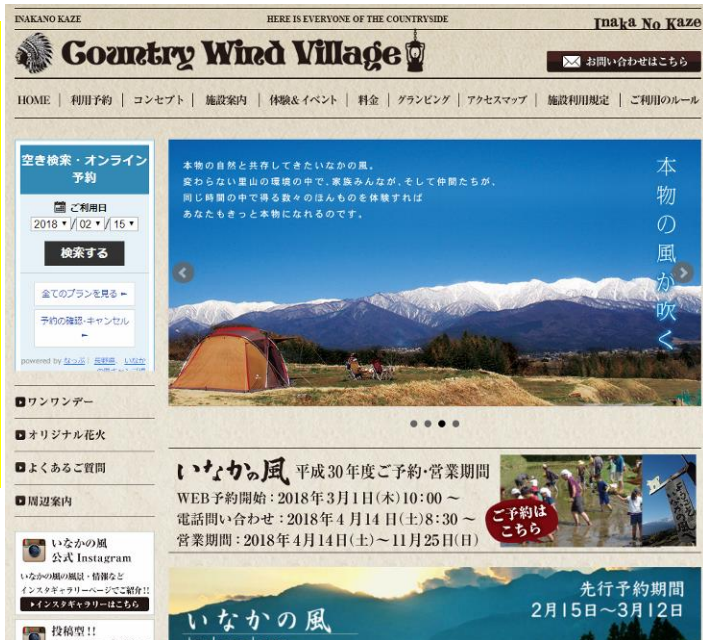 INAKANO KAZE
HERE IS EVERYONE OF THE COUNTRYSIDE
Inaka No Kaze
Country Wind Village
お問い合わせはこちら
HOME | 利用予約 | コンセプト | 施設案内 | 体験&イベント | 料金 | グランピング | アクセスマップ | 施設利用規定 | ご利用のルール
空き検索・オンライン
予約
ご利用日
2018 ▼ / 02 ▼ / 15 ▼
検索する
全てのプランを見る ►
予約の確認・キャンセル
►
powered by なっぷ: 長野県、いなか
本物の自然と共存してきたいなかの風。
変わらない里山の環境の中で、家族みんなが、そして仲間たちが、
同じ時間の中で得る数々のほんものを体験すれば
あなたもきっと本物になれるのです。
本物の風が吹く
ワンワンデー
オリジナル花火
よくあるご質問
周辺案内
いなかの風
公式 Instagram
いなかの風の風景・情報など
インスタギャラリーページでご紹介!!
インスタギャラリーはこちら
投稿型!!
いなかの風 平成30年度ご予約・営業期間
WEB予約開始:2018年3月1日(木)10:00 ~
電話問い合わせ:2018年4月14日(土)8:30 ~
営業期間:2018年4月14日(土)~11月25日(日)
ご予約は
こちら
いなかの風
先行予約期間
2月15日~3月12日